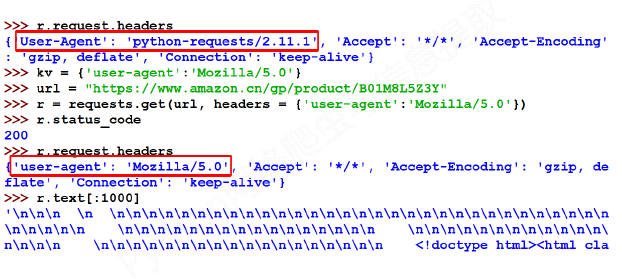 >>> r.request.headers
{'User-Agent': 'python-requests/2.11.1', 'Accept': '*/*', 'Accept-Encoding'
: 'gzip, deflate', 'Connection': 'keep-alive'}
>>> kv = {'user-agent':'Mozilla/5.0'}
>>> url = "https://www.amazon.cn/gp/product/B01M8L5Z3Y"
>>> r = requests.get(url, headers = {'user-agent':'Mozilla/5.0'})
>>> r.status_code
200
>>> r.request.headers
{'user-agent': 'Mozilla/5.0', 'Accept': '*/*', 'Accept-Encoding': 'gzip, de
flate', 'Connection': 'keep-alive'}
>>> r.text[:1000]
'\n\n\n \n \n\n\n\n\n\n\n\n\n\n\n\n\n\n\n\n\n\n\n\n\n\n\n\n\n\n\n\n\n\n
\n\n\n\n\n \n\n\n\n\n\n\n\n\n\n\n\n\n\n\n \n\n\n\n\n\n\n\n\n\n\n
\n\n\n\n \n\n\n\n\n\n\n\n\n\n\n\n\n\n\n\n\n\n <!doctype html><html cla